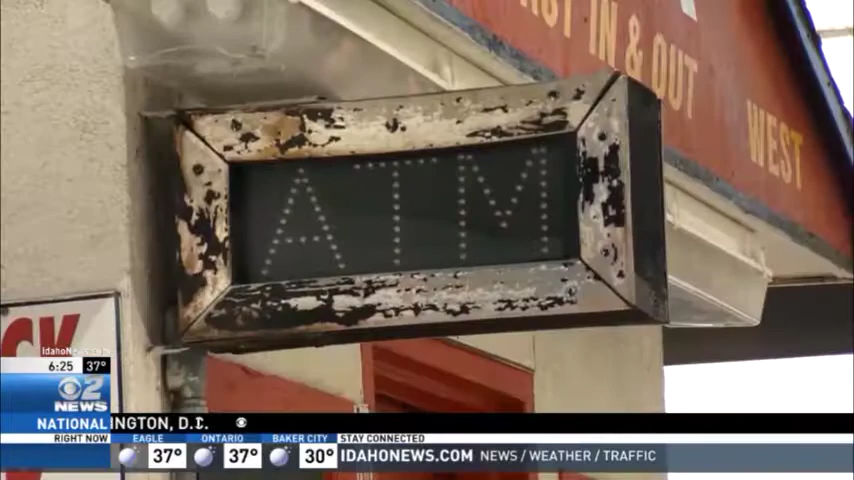 ST IN & OUT
WEST
ATM
CK
IdahoNews.com
6:25 37°
2
NEWS
NATIONAL INGTON, D.C.
RIGHT NOW EAGLE ONTARIO BAKER CITY STAY CONNECTED
37° 37° 30° IDAHONEWS.COM NEWS / WEATHER / TRAFFIC